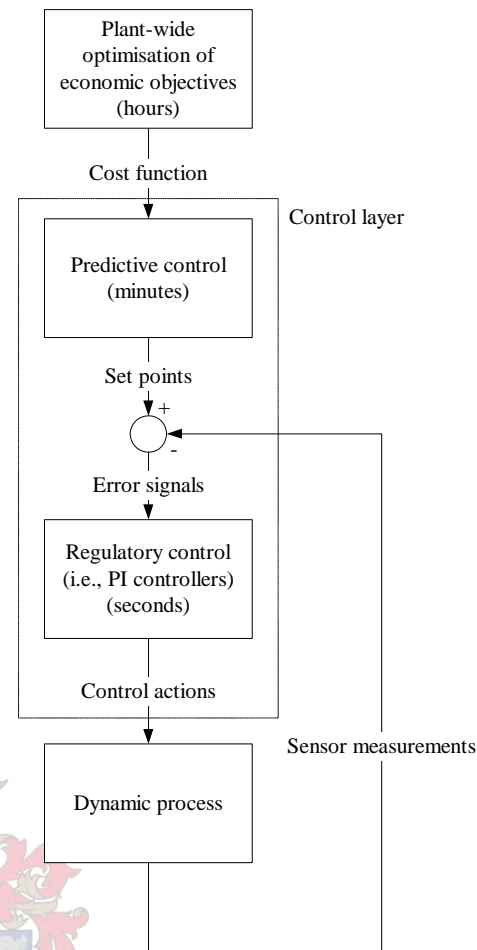 Plant-wide
optimisation of
economic objectives
(hours)
Cost function
Control layer
Predictive control
(minutes)
Set points
+
-
Error signals
Regulatory control
(i.e., PI controllers)
(seconds)
Control actions
Sensor measurements
Dynamic process